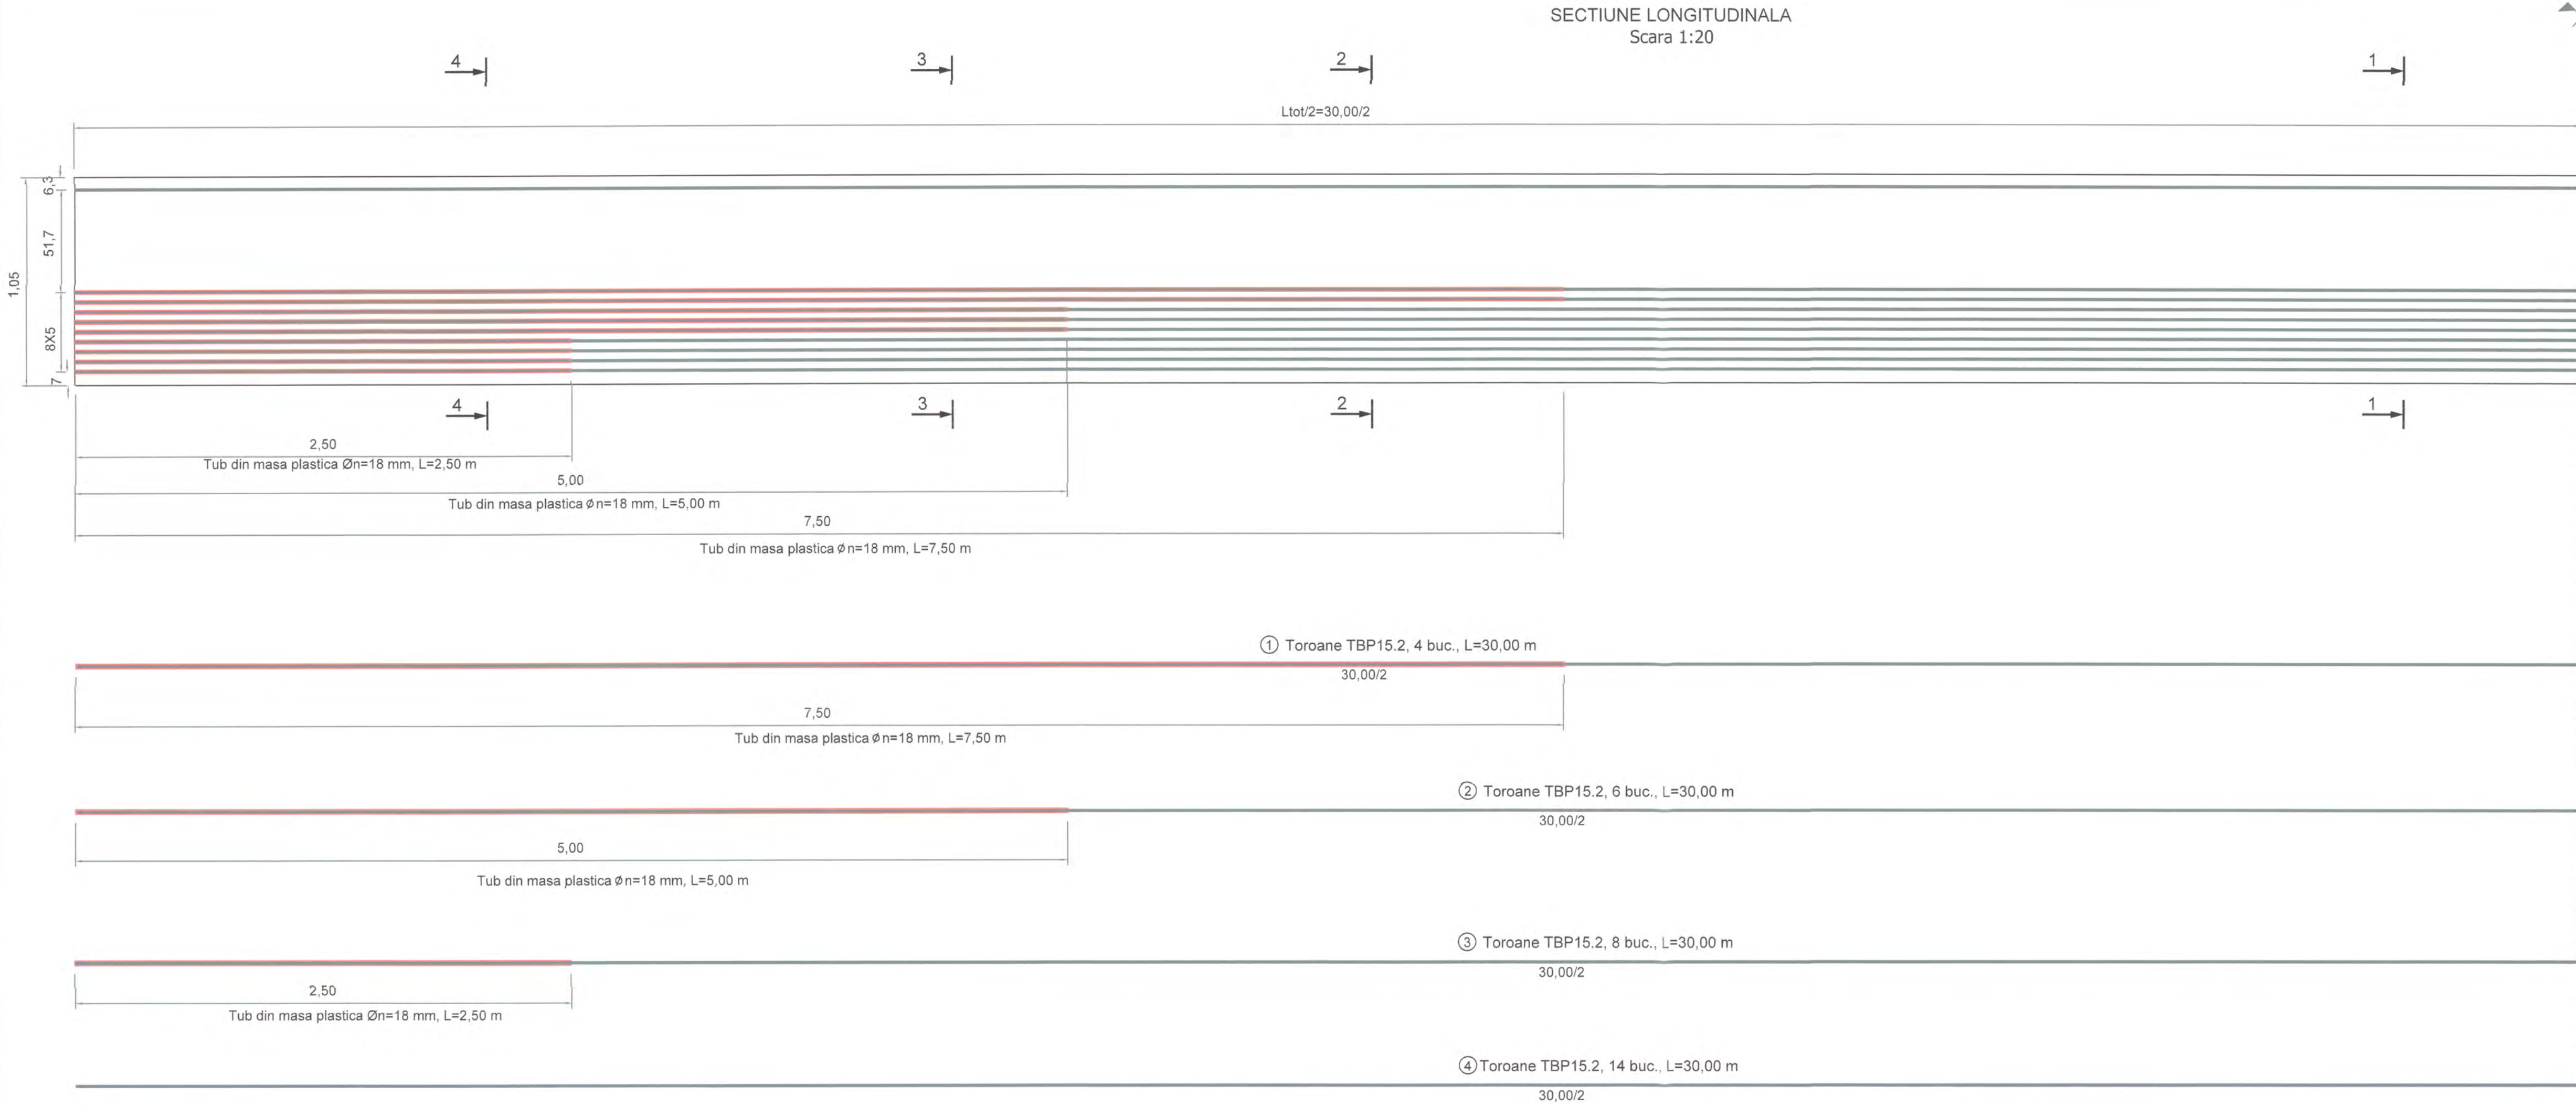 SECTIUNE LONGITUDINALA
Scara 1:20
4
3
2
1
Ltot/2=30,00/2
6,3
51,7
1,05
8X5
7
4
3
2
1
2,50
Tub din masa plastica Øn=18 mm, L=2,50 m
5,00
Tub din masa plastica Øn=18 mm, L=5,00 m
7,50
Tub din masa plastica Øn=18 mm, L=7,50 m
1 Toroane TBP15.2, 4 buc., L=30,00 m
30,00/2
7,50
Tub din masa plastica Øn=18 mm, L=7,50 m
2 Toroane TBP15.2, 6 buc., L=30,00 m
30,00/2
5,00
Tub din masa plastica Øn=18 mm, L=5,00 m
3 Toroane TBP15.2, 8 buc., L=30,00 m
30,00/2
2,50
Tub din masa plastica Øn=18 mm, L=2,50 m
4 Toroane TBP15.2, 14 buc., L=30,00 m
30,00/2